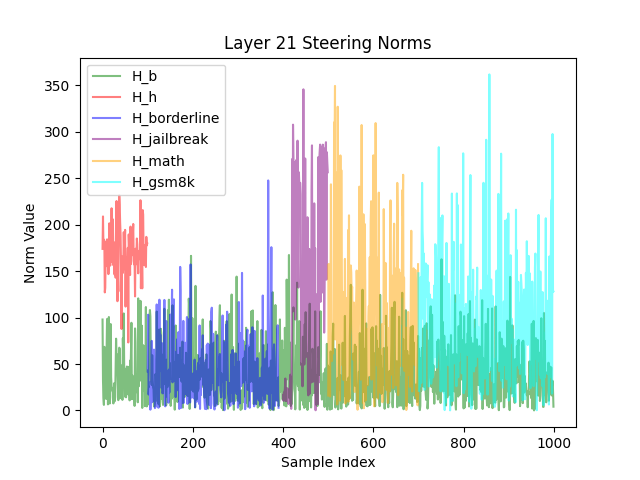 Layer 21 Steering Norms
H_b
H_h
H_borderline
H_jailbreak
H_math
H_gsm8k
Norm Value
350
300
250
200
150
100
50
0
0 200 400 600 800 1000
Sample Index